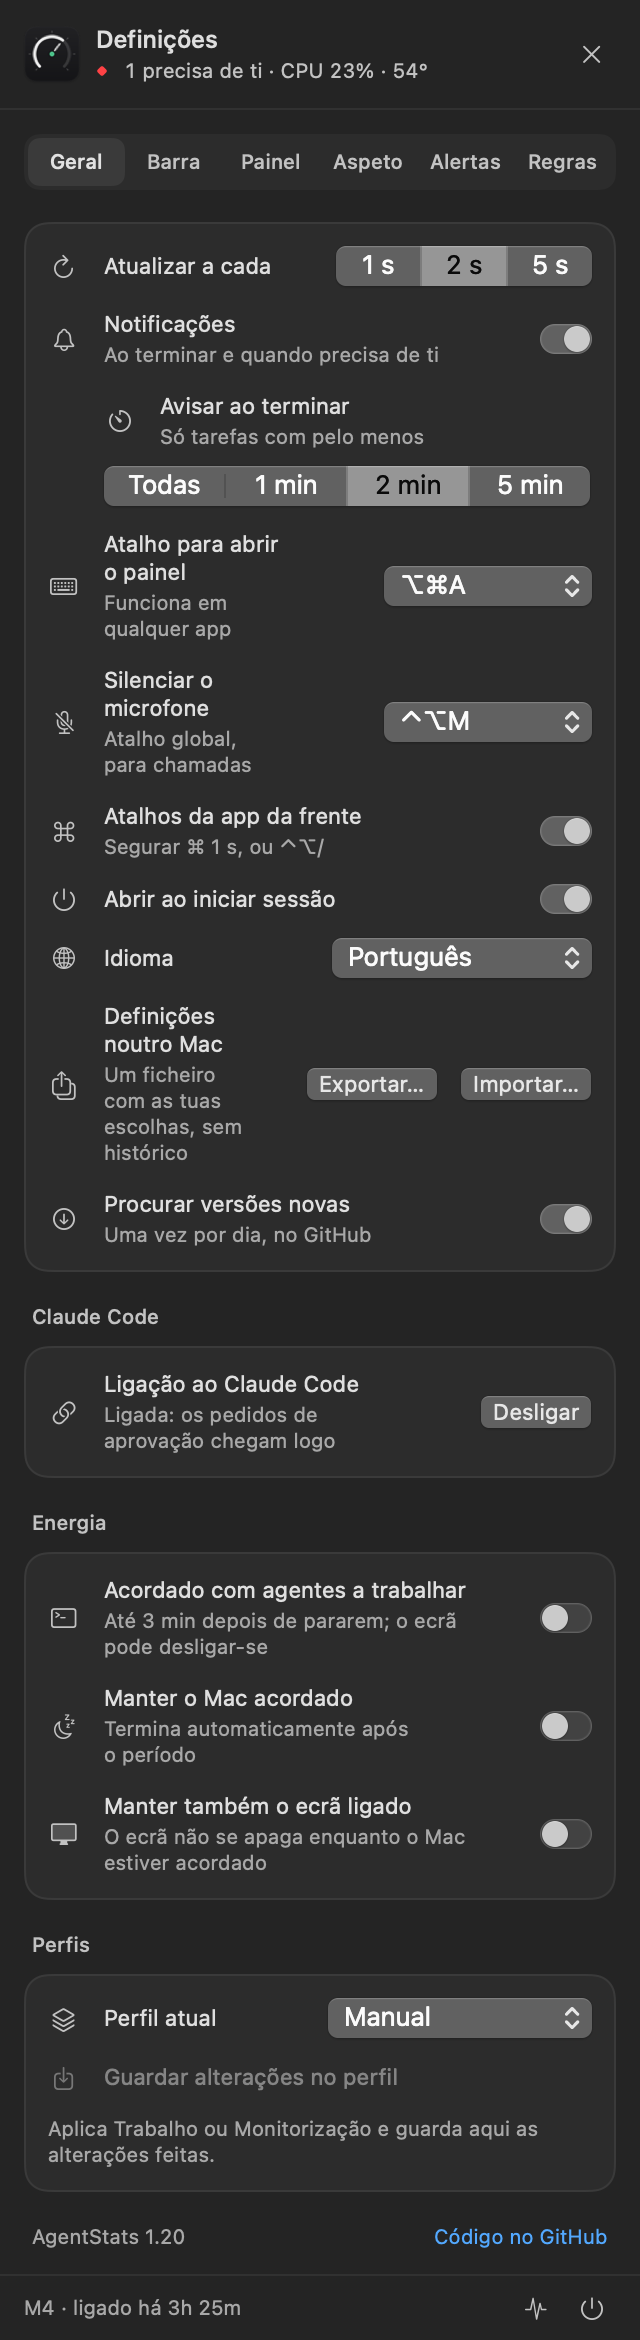 Definições
1 precisa de ti · CPU 23% · 54°
Geral Barra Painel Aspeto Alertas Regras
Atualizar a cada 1 s 2 s 5 s
Notificações
Ao terminar e quando precisa de ti
Avisar ao terminar
Só tarefas com pelo menos
Todas 1 min 2 min 5 min
Atalho para abrir
o painel
Funciona em
qualquer app
⌥⌘A
Silenciar o
microfone
Atalho global,
para chamadas
⌃⌥M
Atalhos da app da frente
Segurar ⌘ 1 s, ou ⌃⌥/
Abrir ao iniciar sessão
Idioma Português
Definições
noutro Mac
Um ficheiro
com as tuas
escolhas, sem
histórico
Exportar... Importar...
Procurar versões novas
Uma vez por dia, no GitHub
Claude Code
Ligação ao Claude Code
Ligada: os pedidos de
aprovação chegam logo
Desligar
Energia
Acordado com agentes a trabalhar
Até 3 min depois de pararem; o ecrã
pode desligar-se
Manter o Mac acordado
Termina automaticamente após
o período
Manter também o ecrã ligado
O ecrã não se apaga enquanto o Mac
estiver acordado
Perfis
Perfil atual Manual
Guardar alterações no perfil
Aplica Trabalho ou Monitorização e guarda aqui as
alterações feitas.
AgentStats 1.20 Código no GitHub
M4 · ligado há 3h 25m